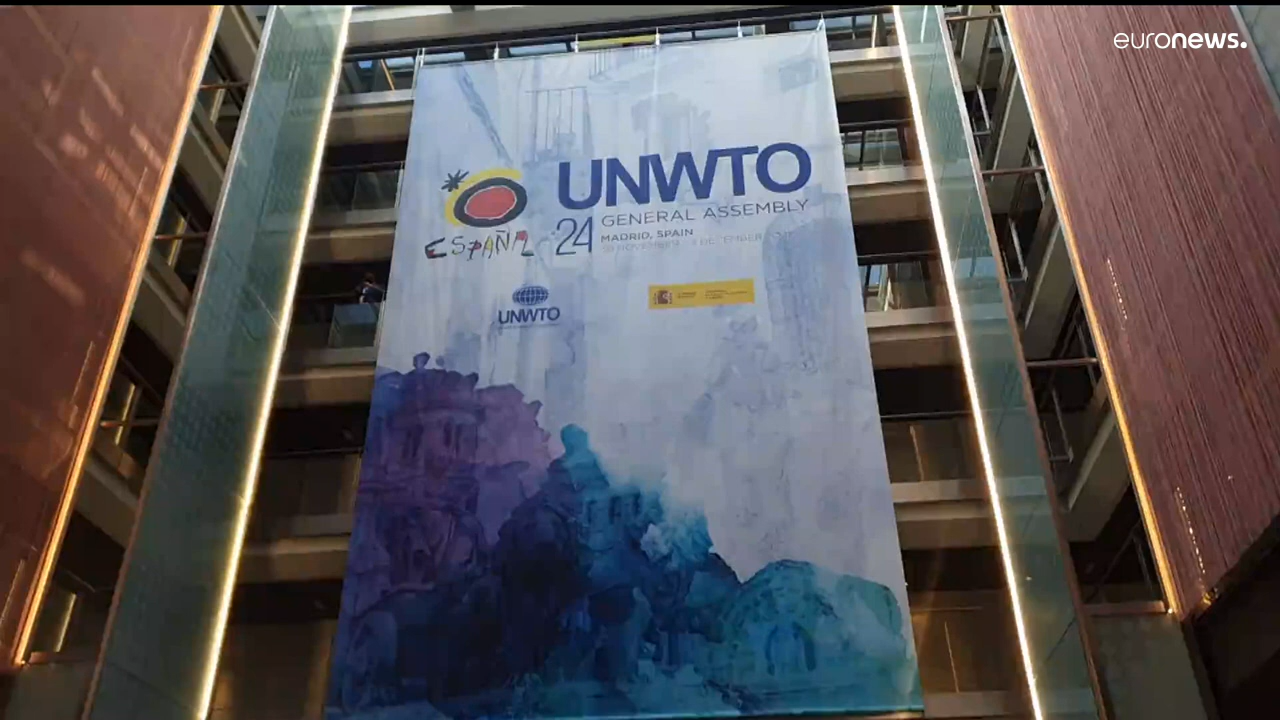 euronews.
UNWTO
GENERAL ASSEMBLY
24
MADRID, SPAIN
ESPAÑA
UNWTO